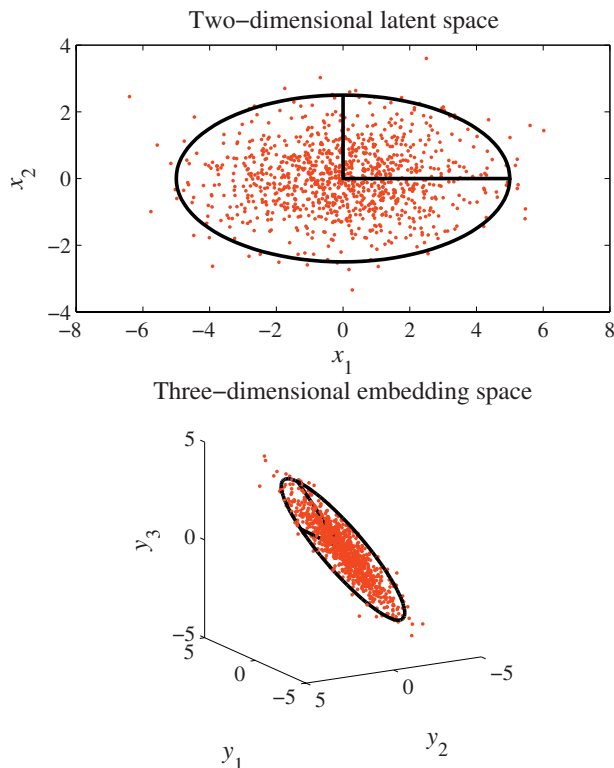 Two−dimensional latent space
4
2
0
−2
−4
x2
−8 −6 −4 −2 0 2 4 6 8
x1
Three−dimensional embedding space
5
0
−5
y3
5
0
−5
5
0
−5
y1
y2